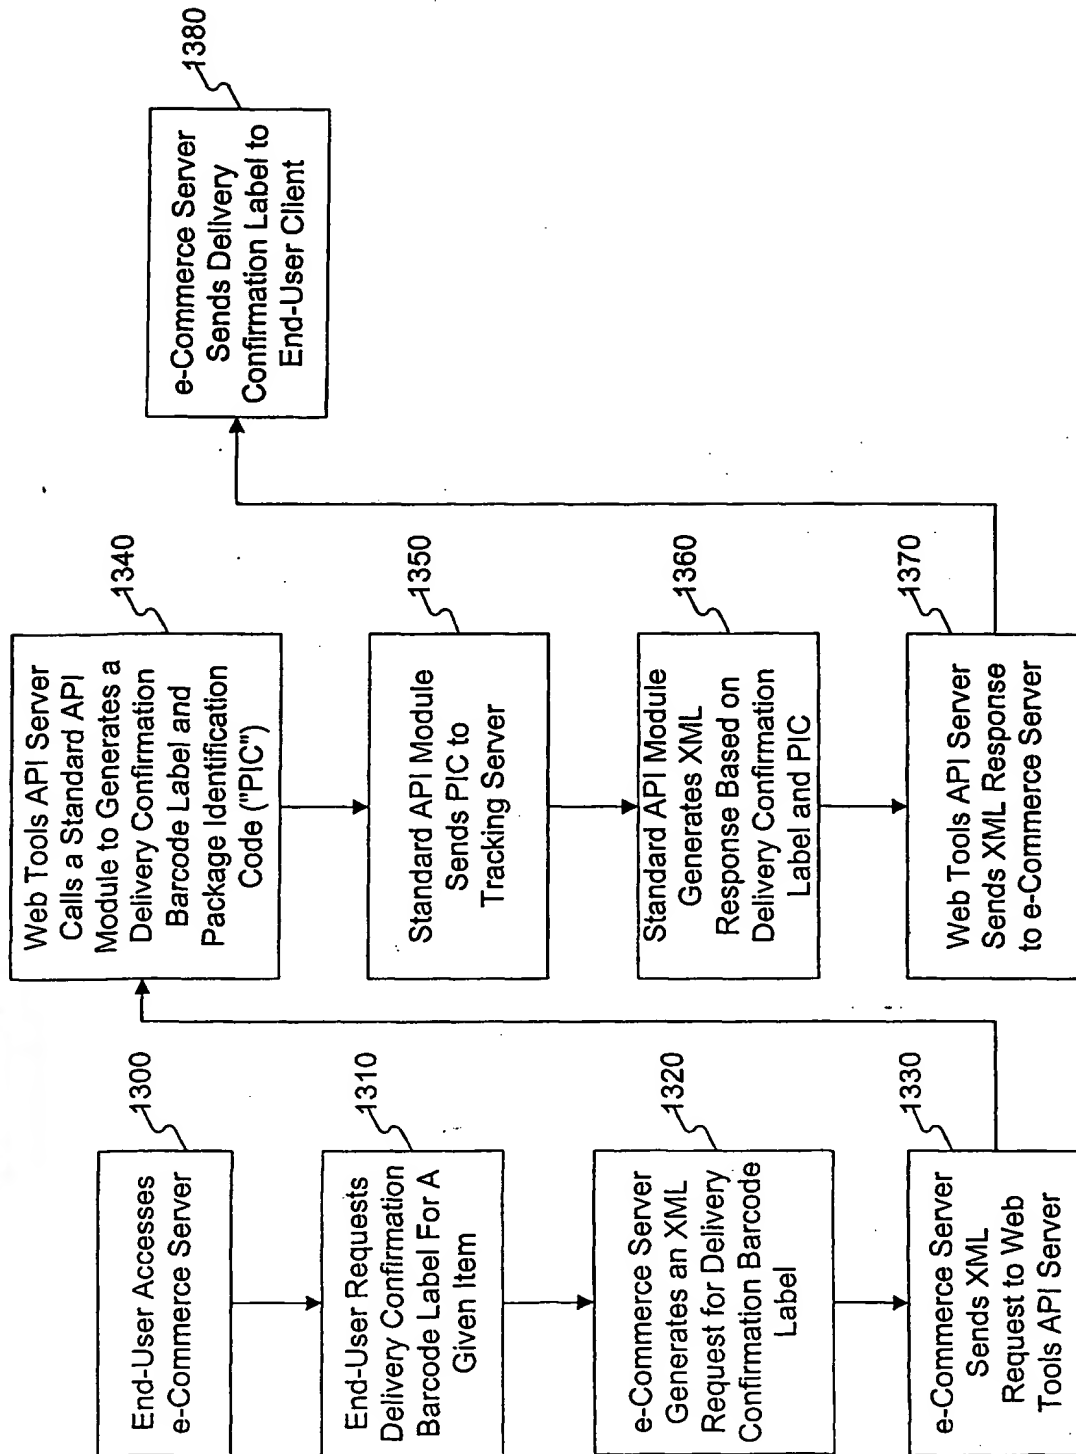 End-User Accesses
e-Commerce Server
1300
End-User Requests
Delivery Confirmation
Barcode Label For A
Given Item
1310
e-Commerce Server
Generates an XML
Request for Delivery
Confirmation Barcode
Label
1320
e-Commerce Server
Sends XML
Request to Web
Tools API Server
1330
Web Tools API Server
Calls a Standard API
Module to Generates a
Delivery Confirmation
Barcode Label and
Package Identification
Code ("PIC")
1340
Standard API Module
Sends PIC to
Tracking Server
1350
Standard API Module
Generates XML
Response Based on
Delivery Confirmation
Label and PIC
1360
Web Tools API Server
Sends XML Response
to e-Commerce Server
1370
e-Commerce Server
Sends Delivery
Confirmation Label to
End-User Client
1380